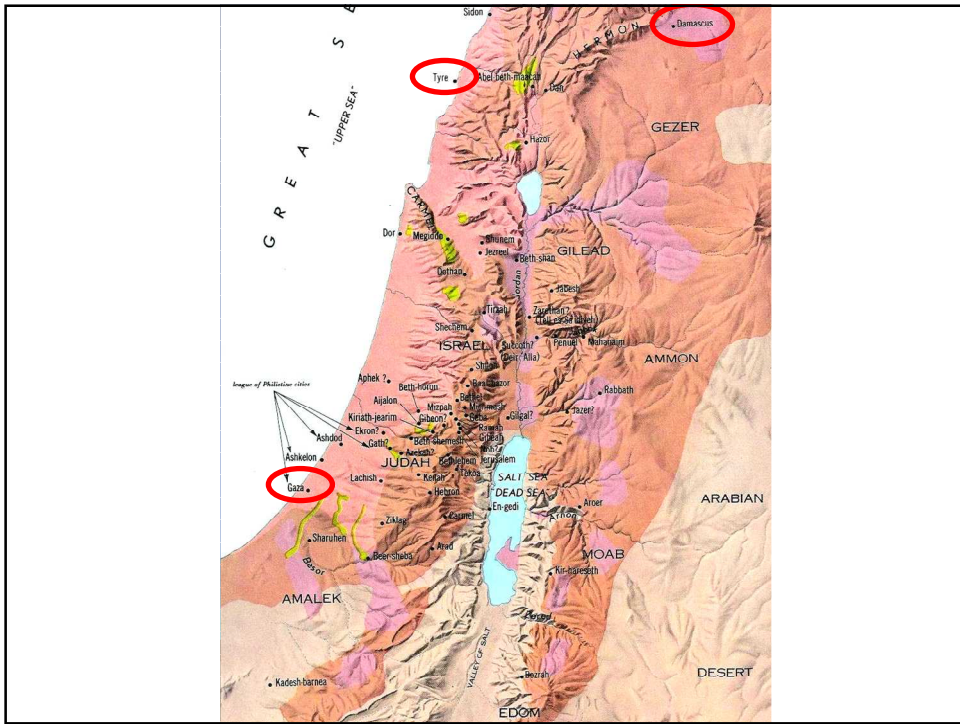 Sidon
Damascus
HERMON
Tyre
Abel-beth-maacah
Dan
GREAT SE
"UPPER SEA"
GEZER
Hazor
CARMEL
Dor
Megiddo
Shunem
Jezreel
GILEAD
Beth-shan
Dothan
Jordan
Jabesh
Tirzah
Zarethan?
Shechem
ISRAEL
Succoth?
(Deir Alla)
Penuel
Mahanaim
AMMON
Shiloh
Aphek ?
league of Philistine cities
Beth-horon
Baal-hazor
Rabbath
Aijalon
Bethel
Mizpah
Michmash
Jazer?
Kiriath-jearim
Gibeon?
Geba
Gilgal?
Ekron?
Ramah
Ashdod
Gath?
Beth-shemesh
Gibeah
Azekah?
Ashkelon
JUDAH
Bethlehem
Jerusalem
Gaza
Lachish
Keilah
Tekoa
SALT SEA
"DEAD SEA"
Hebron
ARABIAN
En-gedi
Aroer
Ziklag
Carmel
Arnon
Sharuhen
Arad
Beer-sheba
MOAB
Besor
Kir-hareseth
AMALEK
Zered
VALLEY OF SALT
DESERT
Kadesh-barnea
Bozrah
EDOM